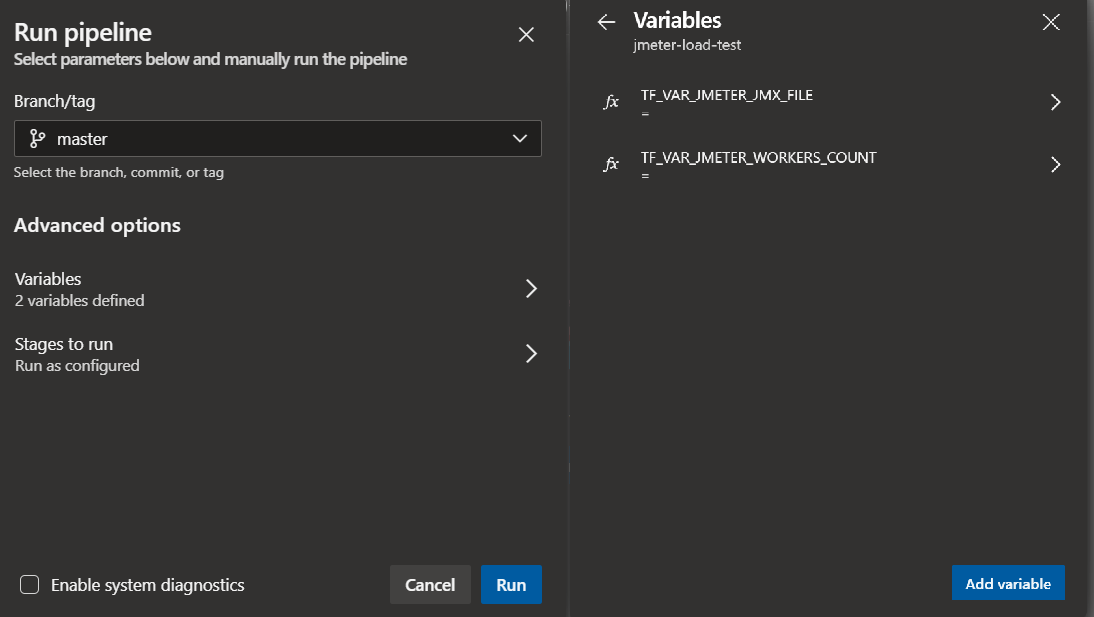 Run pipeline
Select parameters below and manually run the pipeline
Branch/tag
master
Select the branch, commit, or tag
Advanced options
Variables
2 variables defined
Stages to run
Run as configured
Enable system diagnostics
Cancel
Run
Variables
jmeter-load-test
fx TF_VAR_JMETER_JMX_FILE
=
fx TF_VAR_JMETER_WORKERS_COUNT
=
Add variable